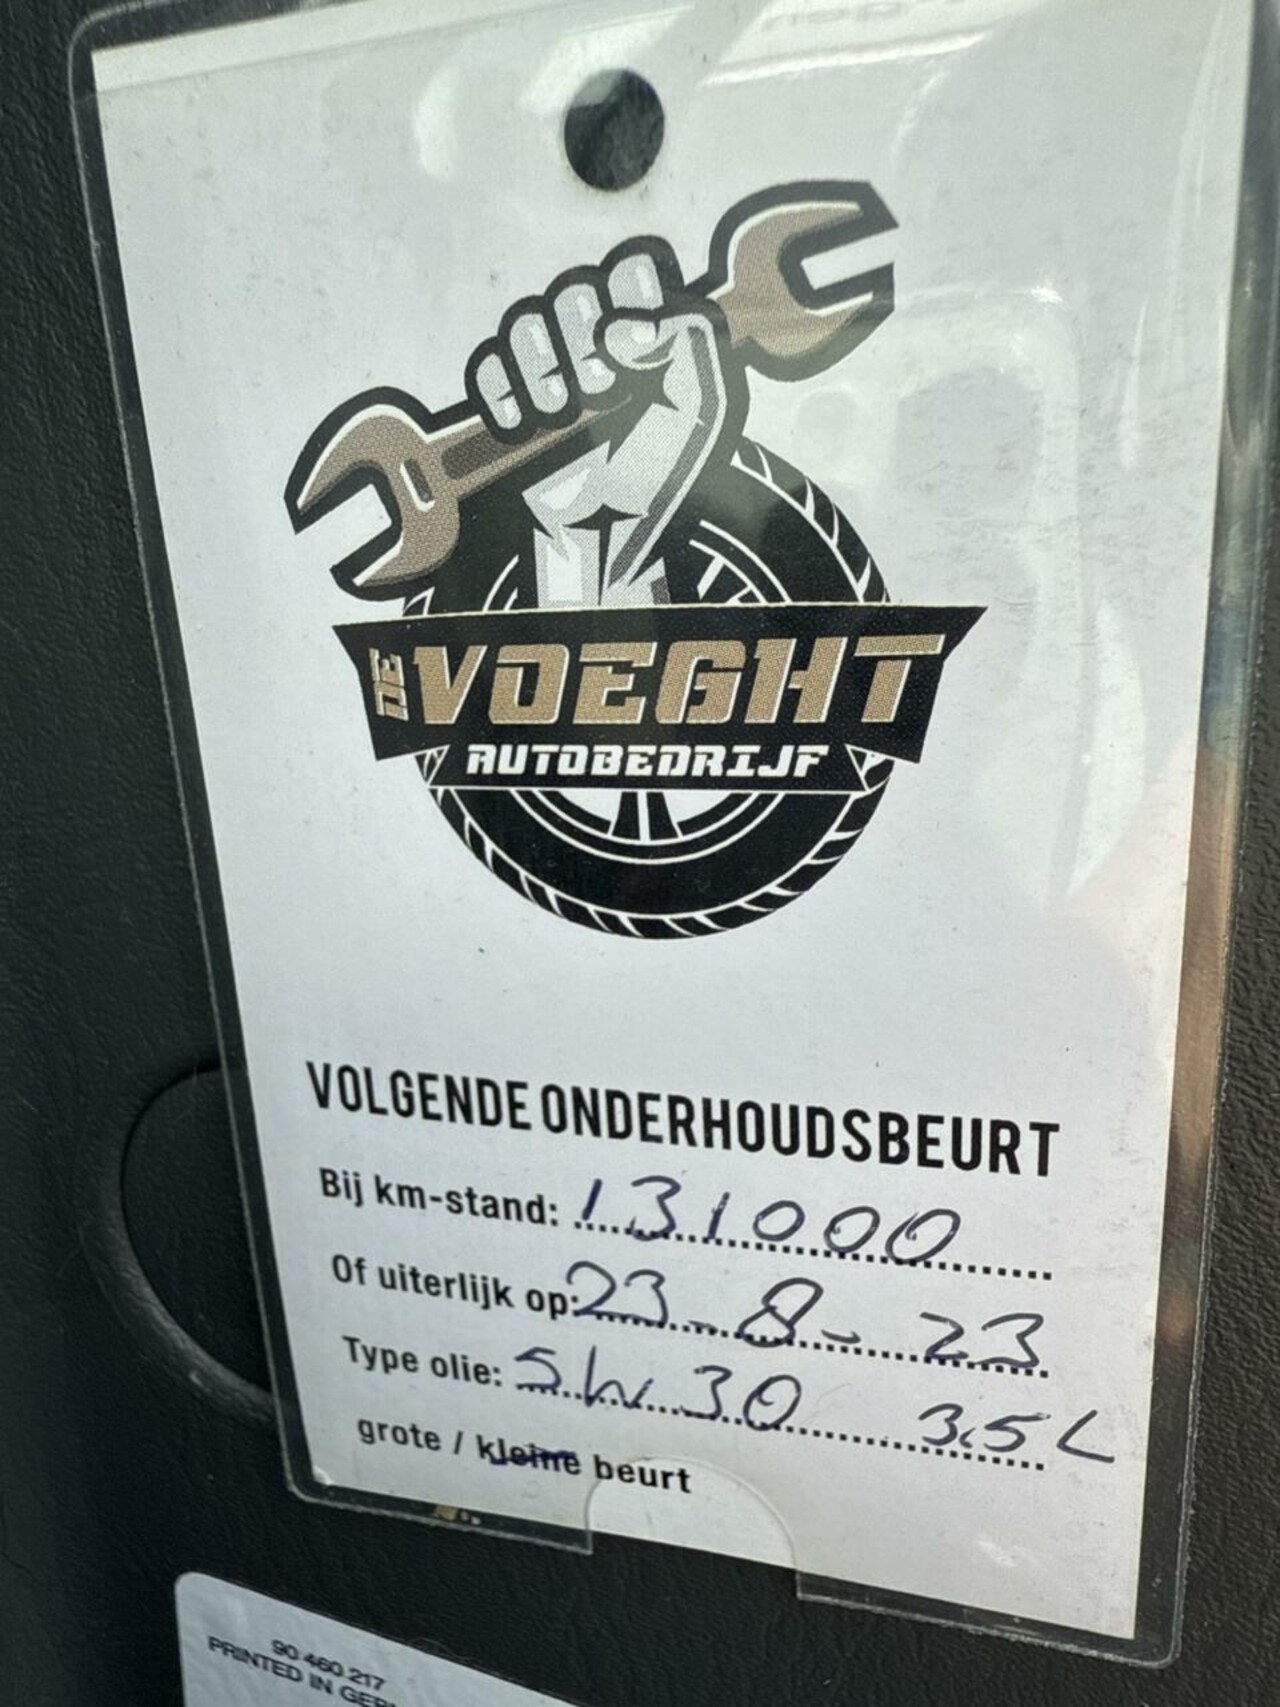 DE VOEGHT
AUTOBEDRIJF
VOLGENDE ONDERHOUDSBEURT
Bij km-stand: 131000
Of uiterlijk op: 23-8-23
Type olie: 5W30 3.5L
grote / kleine beurt
90 460 217
PRINTED IN